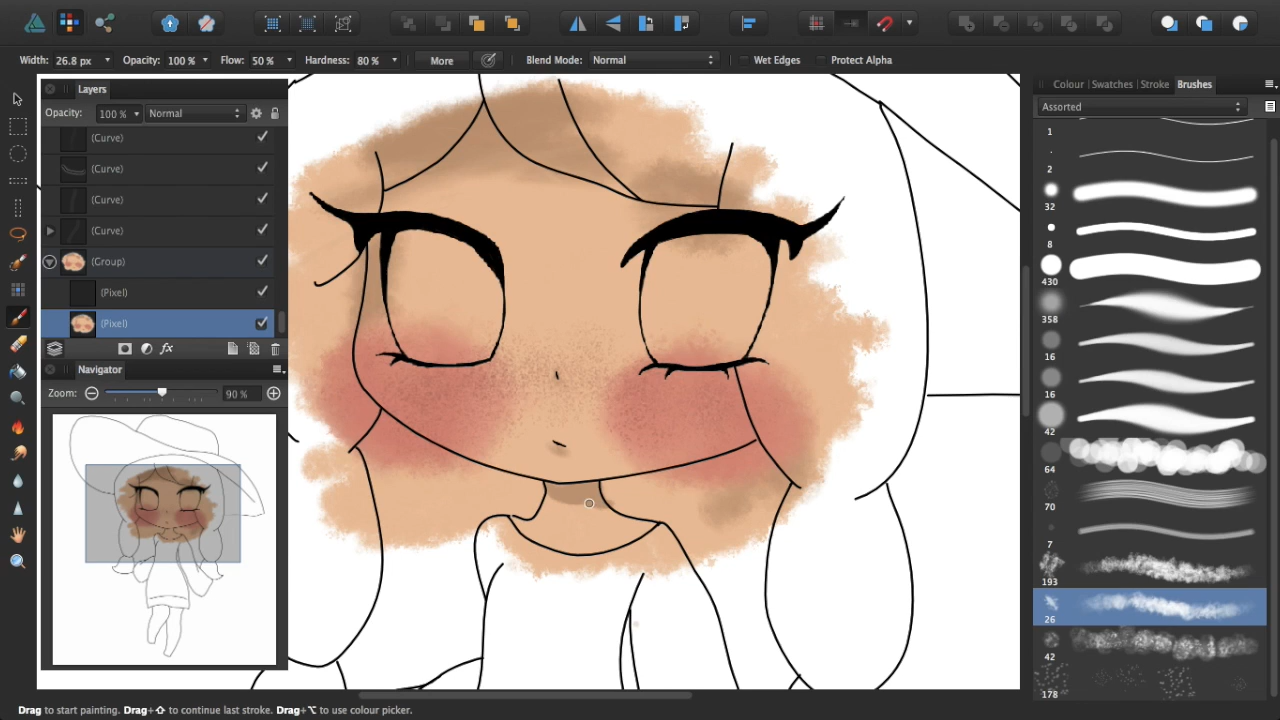 Width: 26.8 px Opacity: 100 % Flow: 50 % Hardness: 80 % More Blend Mode: Normal Wet Edges Protect Alpha
Layers
Opacity: 100 % Normal
(Curve)
(Curve)
(Curve)
(Curve)
(Group)
(Pixel)
(Pixel)
fx
Navigator
Zoom: 90 %
Colour Swatches Stroke Brushes
Assorted
1
2
32
8
430
358
16
16
42
64
70
7
193
26
42
178
Drag to start painting. Drag+⇧ to continue last stroke. Drag+⌥ to use colour picker.